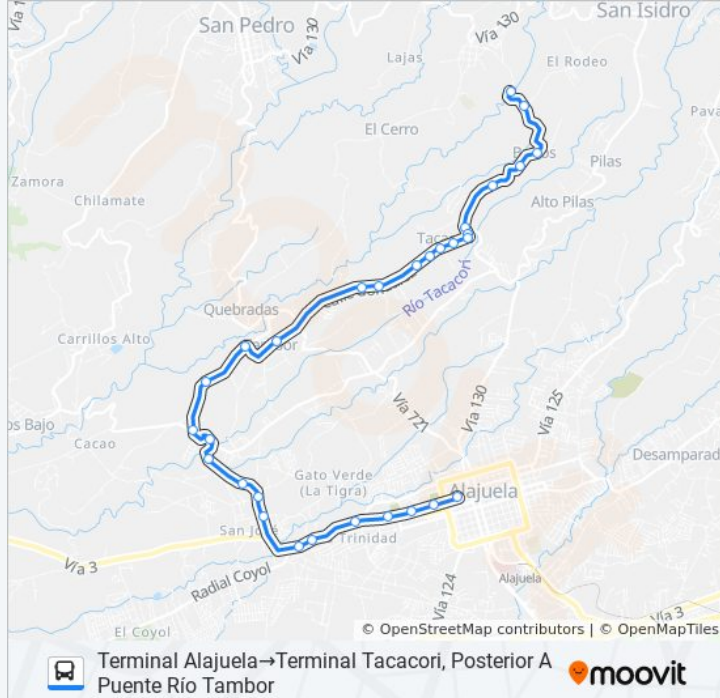 San Isidro
San Pedro
Vía 130
Vía 130
Lajas
El Rodeo
El Cerro
Pilas
Zamora
Chilamate
Alto Pilas
Río Tacacorí
Quebradas
Carrillos Alto
Vía 721
Vía 130
Vía 125
os Bajo
Cacao
Desamparad
Gato Verde
(La Tigra)
Alajuela
San José
Trinidad
Vía 3
Radial Coyol
Vía 124
Alajuela
Vía 3
El Coyol
© OpenStreetMap contributors | © OpenMapTiles
Terminal Alajuela→Terminal Tacacori, Posterior A
Puente Río Tambor
moovit